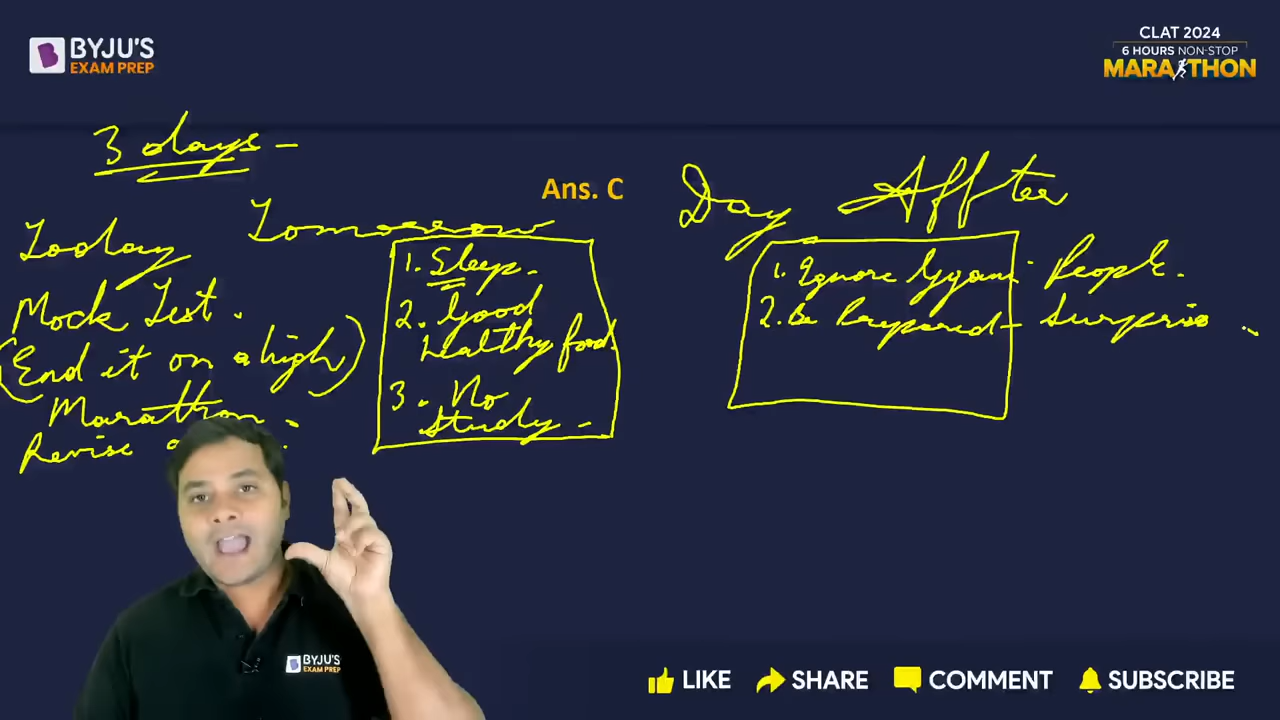 BYJU'S
EXAM PREP
CLAT 2024
6 HOURS NON-STOP
MARATHON
3 days -
Ans. C
Today
Mock Test.
(End it on a high)
Marathon -
Revise
Tomorrow
1. Sleep.
2. Good
healthy food.
3. No
Study -
Day Affter
1. Ignore Gyani People.
2. Be Prepared - Surprise
BYJU'S
EXAM PREP
LIKE
SHARE
COMMENT
SUBSCRIBE